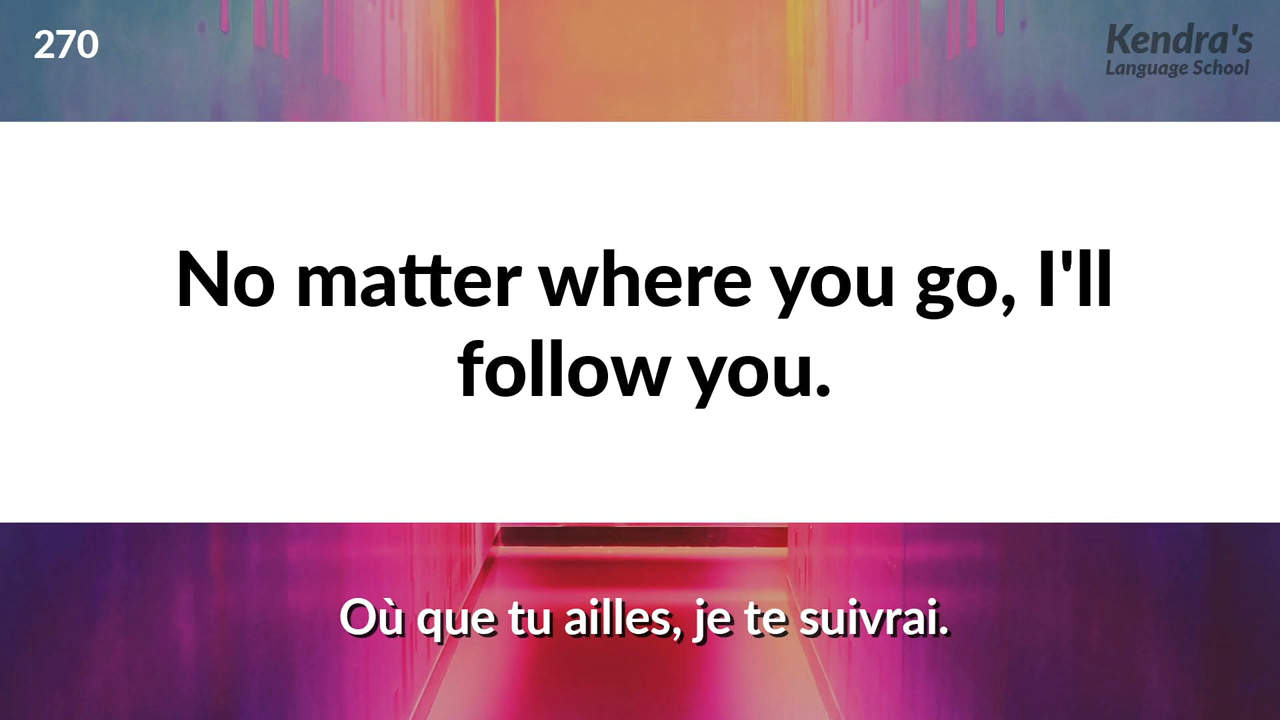 270
Kendra's
Language School
No matter where you go, I'll
follow you.
Où que tu ailles, je te suivrai.